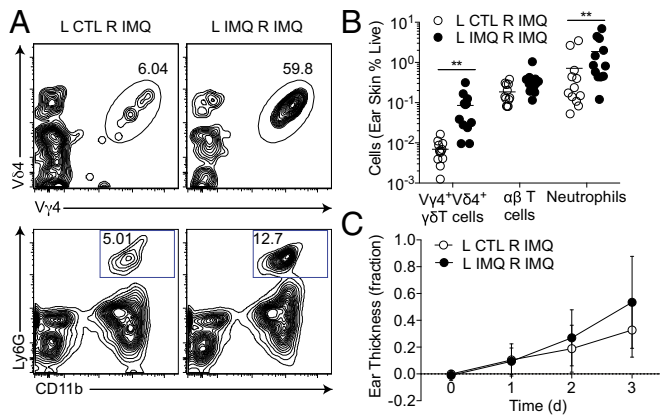 A
L CTL R IMQ
L IMQ R IMQ
6.04
59.8
Vδ4
Vγ4
5.01
12.7
Ly6G
CD11b
B
L CTL R IMQ
L IMQ R IMQ
Cells (Ear Skin % Live)
10¹
10⁰
10⁻¹
10⁻²
10⁻³
**
**
Vγ4⁺Vδ4⁺
γδT cells
αβ T
cells
Neutrophils
C
L CTL R IMQ
L IMQ R IMQ
Ear Thickness (fraction)
1.0
0.8
0.6
0.4
0.2
0.0
-0.2
0 1 2 3
Time (d)